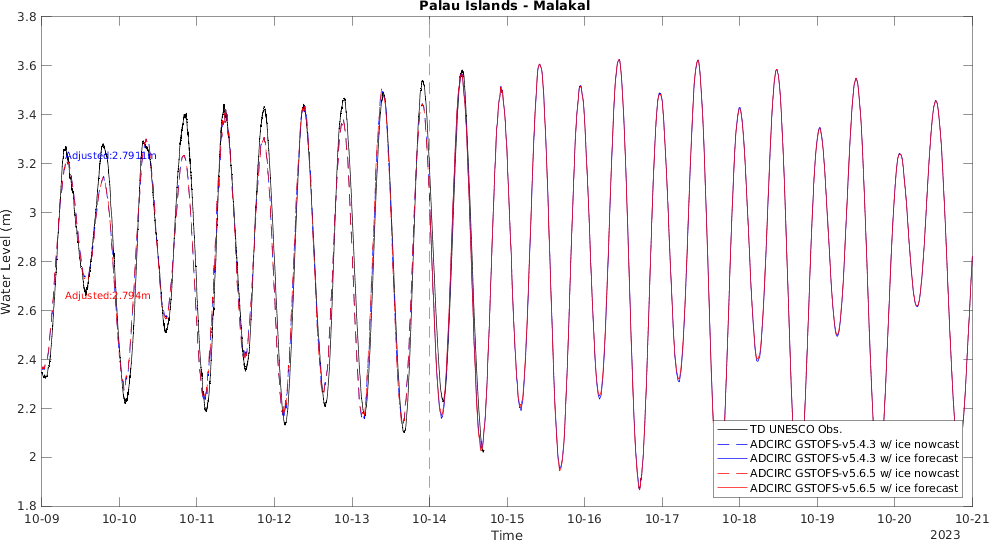 Palau Islands - Malakal
3.8
3.6
3.4
3.2
3
2.8
2.6
2.4
2.2
2
1.8
Water Level (m)
Adjusted:2.7911m
Adjusted:2.794m
TD UNESCO Obs.
ADCIRC GSTOFS-v5.4.3 w/ ice nowcast
ADCIRC GSTOFS-v5.4.3 w/ ice forecast
ADCIRC GSTOFS-v5.6.5 w/ ice nowcast
ADCIRC GSTOFS-v5.6.5 w/ ice forecast
10-09 10-10 10-11 10-12 10-13 10-14 10-15 10-16 10-17 10-18 10-19 10-20 10-21
Time
2023